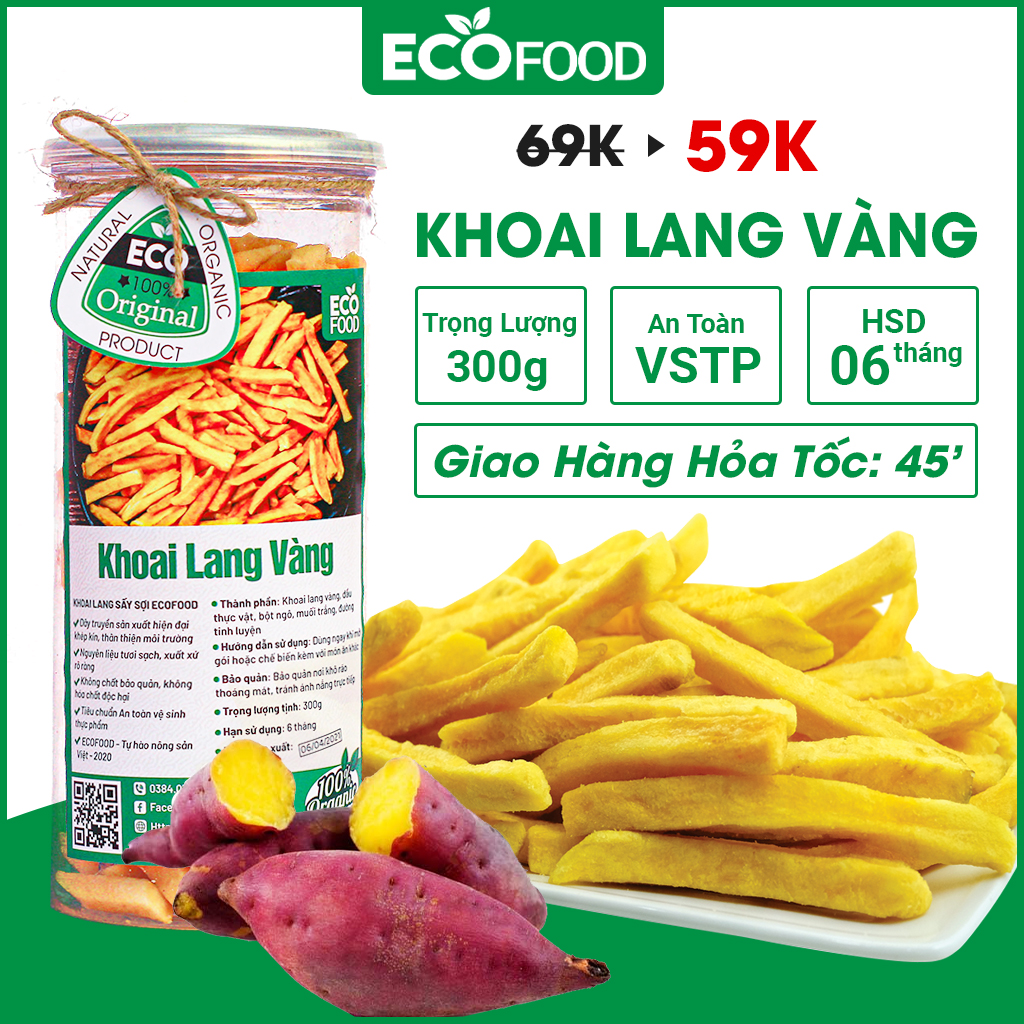 ECOFOOD
69K 59K
KHOAI LANG VÀNG
Trọng Lượng
300g
An Toàn
VSTP
HSD
06 tháng
Giao Hàng Hỏa Tốc: 45’
NATURAL ORGANIC
ECO
100%
Original
PRODUCT
ECO
FOOD
Khoai Lang Vàng
KHOAI LANG SẤY SỢI ECOFOOD
Dây truyền sản xuất hiện đại
khép kín, thân thiện môi trường
Nguyên liệu tươi sạch, xuất xứ
rõ ràng
Không chất bảo quản, không
hóa chất độc hại
Tiêu chuẩn An toàn vệ sinh
thực phẩm
ECOFOOD - Tự hào nông sản
Việt - 2020
Thành phần: Khoai lang vàng, dầu
thực vật, bột ngô, muối trắng, đường
tinh luyện
Hướng dẫn sử dụng: Dùng ngay khi mở
gói hoặc chế biến kèm với món ăn khác
Bảo quản: Bảo quản nơi khô ráo
thoáng mát, tránh ánh nắng trực tiếp
Trọng lượng tịnh: 300g
Hạn sử dụng: 6 tháng
xuất: 06/04/2021
100%
Organic
0384.0
Face
Htt